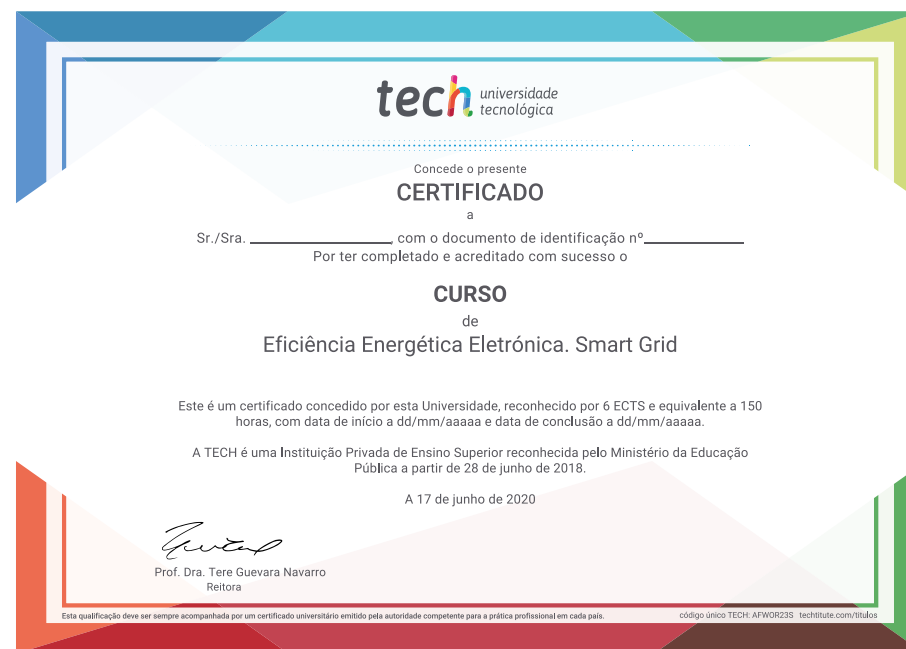 tech universidade
tecnológica
Concede o presente
CERTIFICADO
a
Sr./Sra. ____________________, com o documento de identificação nº______________
Por ter completado e acreditado com sucesso o
CURSO
de
Eficiência Energética Eletrónica. Smart Grid
Este é um certificado concedido por esta Universidade, reconhecido por 6 ECTS e equivalente a 150
horas, com data de início a dd/mm/aaaaa e data de conclusão a dd/mm/aaaaa.
A TECH é uma Instituição Privada de Ensino Superior reconhecida pelo Ministério da Educação
Pública a partir de 28 de junho de 2018.
A 17 de junho de 2020
Prof. Dra. Tere Guevara Navarro
Reitora
Esta qualificação deve ser sempre acompanhada por um certificado universitário emitido pela autoridade competente para a prática profissional em cada país.
código único TECH: AFWOR23S techtitute.com/titulos